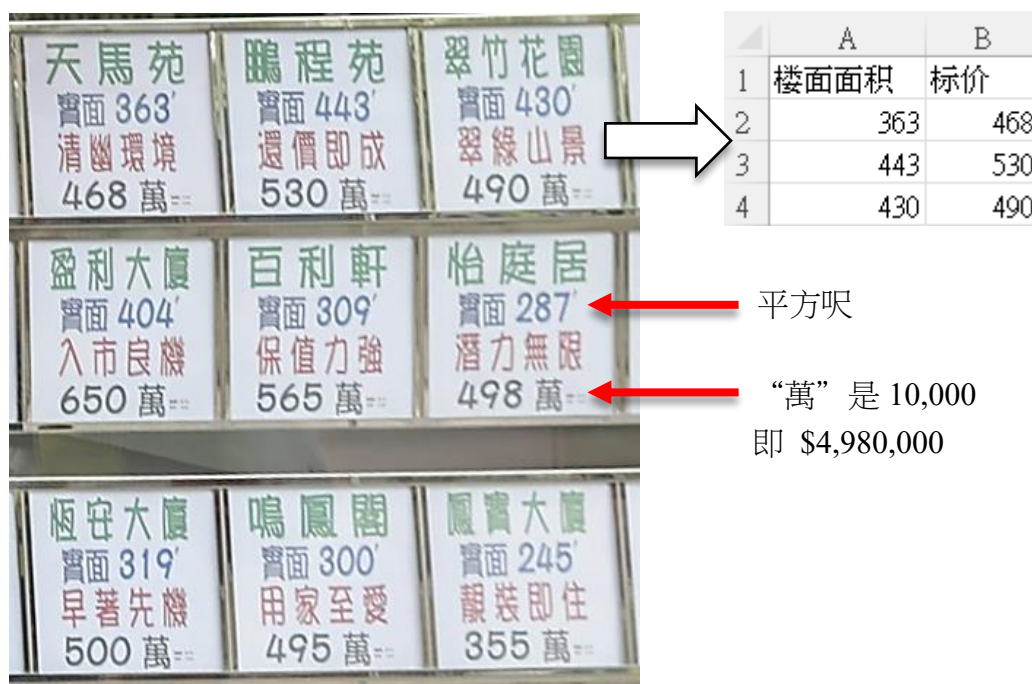 天馬苑
實面 363'
清幽環境
468 萬
鵬程苑
實面 443'
還價即成
530 萬
翠竹花園
實面 430'
翠綠山景
490 萬
盈利大廈
實面 404'
入市良機
650 萬
百利軒
實面 309'
保值力強
565 萬
怡庭居
實面 287'
潛力無限
498 萬
恆安大廈
實面 319'
早著先機
500 萬
鳴鳳閣
實面 300'
用家至愛
495 萬
鳳寶大廈
實面 245'
靚裝即住
355 萬
A B
1 楼面面积 标价
2 363 468
3 443 530
4 430 490
平方呎
“萬”是 10,000
即 $4,980,000